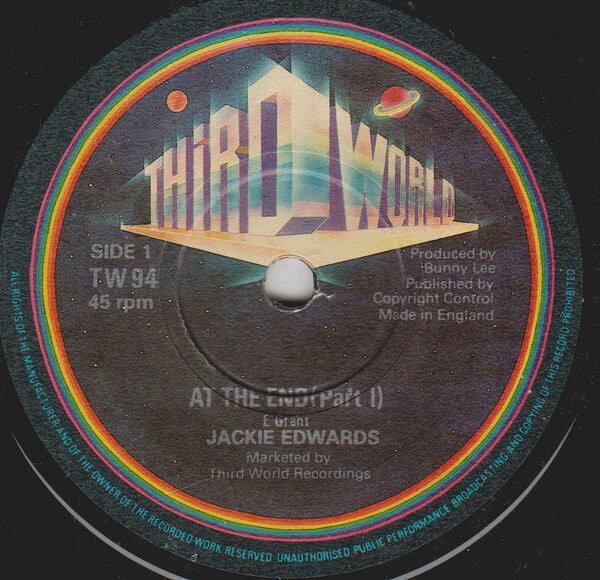 THIRD WORLD
SIDE 1
TW 94
45 rpm
Produced by
Bunny Lee
Published by
Copyright Control
Made in England
AT THE END (Part I)
E Grant
JACKIE EDWARDS
Marketed by
Third World Recordings
ALL RIGHTS OF THE MANUFACTURER AND OF THE OWNER OF THE RECORDED WORK RESERVED UNAUTHORISED PUBLIC PERFORMANCE BROADCASTING AND COPYING OF THIS RECORD PROHIBITED